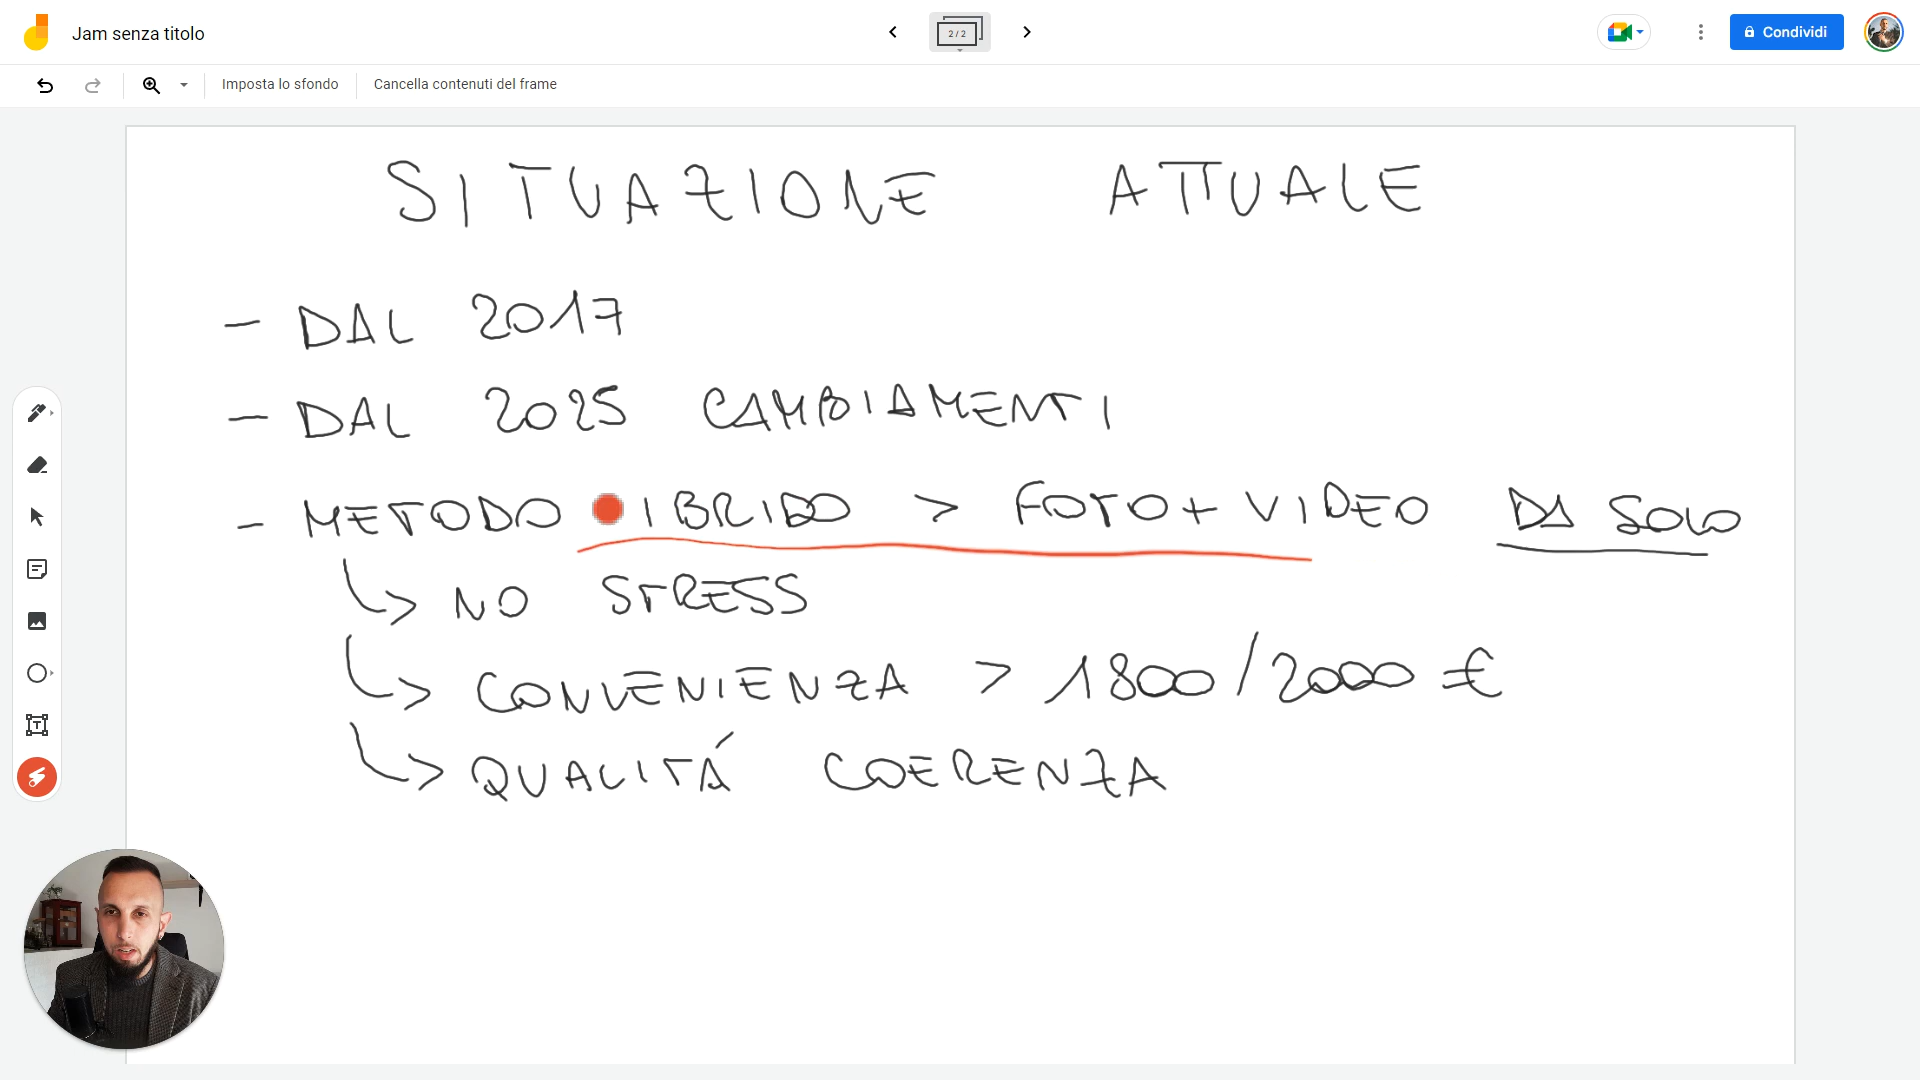 Jam senza titolo
2 / 2
Condividi
Imposta lo sfondo
Cancella contenuti del frame
SITUAZIONE ATTUALE
- DAL 2017
- DAL 2025 CAMBIAMENTI
- METODO IBRIDO > FOTO + VIDEO DA SOLO
↳ NO STRESS
↳ CONVENIENZA > 1800/2000 €
↳ QUALITÁ COERENZA